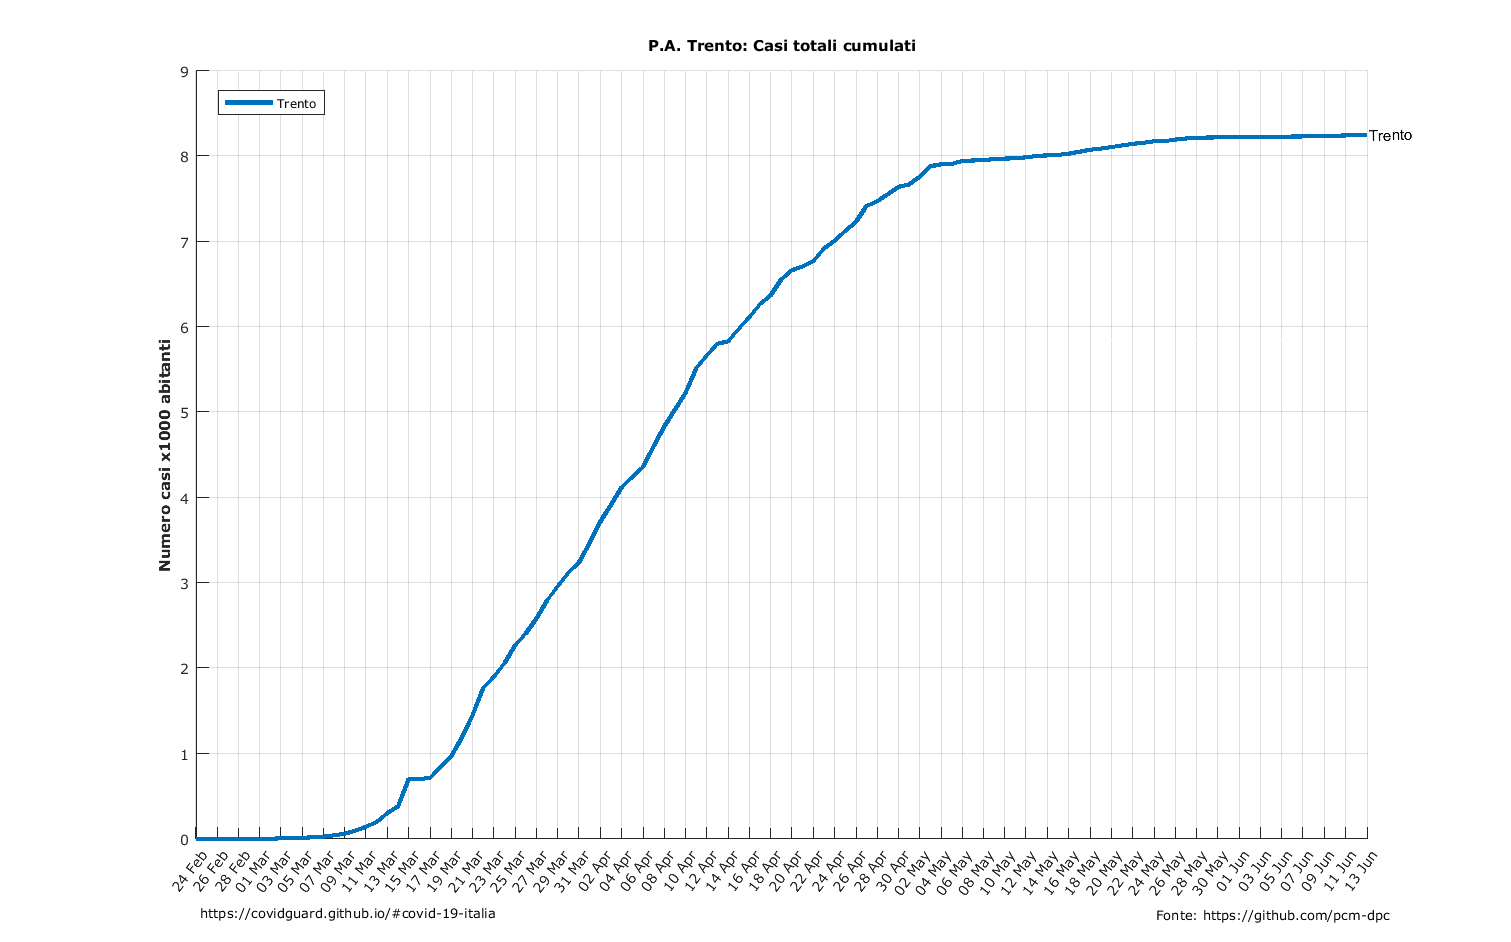 P.A. Trento: Casi totali cumulati
Numero casi x1000 abitanti
9
8
7
6
5
4
3
2
1
0
Trento
Trento
24 Feb
26 Feb
28 Feb
01 Mar
03 Mar
05 Mar
07 Mar
09 Mar
11 Mar
13 Mar
15 Mar
17 Mar
19 Mar
21 Mar
23 Mar
25 Mar
27 Mar
29 Mar
31 Mar
02 Apr
04 Apr
06 Apr
08 Apr
10 Apr
12 Apr
14 Apr
16 Apr
18 Apr
20 Apr
22 Apr
24 Apr
26 Apr
28 Apr
30 Apr
02 May
04 May
06 May
08 May
10 May
12 May
14 May
16 May
18 May
20 May
22 May
24 May
26 May
28 May
30 May
01 Jun
03 Jun
05 Jun
07 Jun
09 Jun
11 Jun
13 Jun
https://covidguard.github.io/#covid-19-italia
Fonte: https://github.com/pcm-dpc